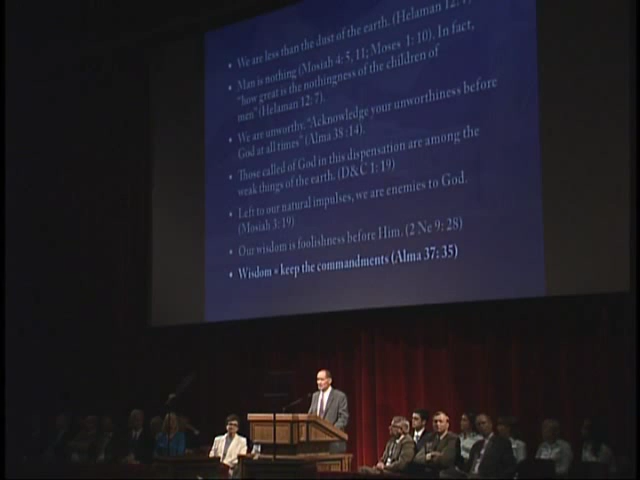 • We are less than the dust of the earth. (Helaman 12:7)
• Man is nothing (Mosiah 4: 5, 11; Moses 1: 10). In fact,
"how great is the nothingness of the children of
men" (Helaman 12: 7).
• We are unworthy. "Acknowledge your unworthiness before
God at all times" (Alma 38 :14).
• Those called of God in this dispensation are among the
weak things of the earth. (D&C 1: 19)
• Left to our natural impulses, we are enemies to God.
(Mosiah 3: 19)
• Our wisdom is foolishness before Him. (2 Ne 9: 28)
• Wisdom = keep the commandments (Alma 37: 35)